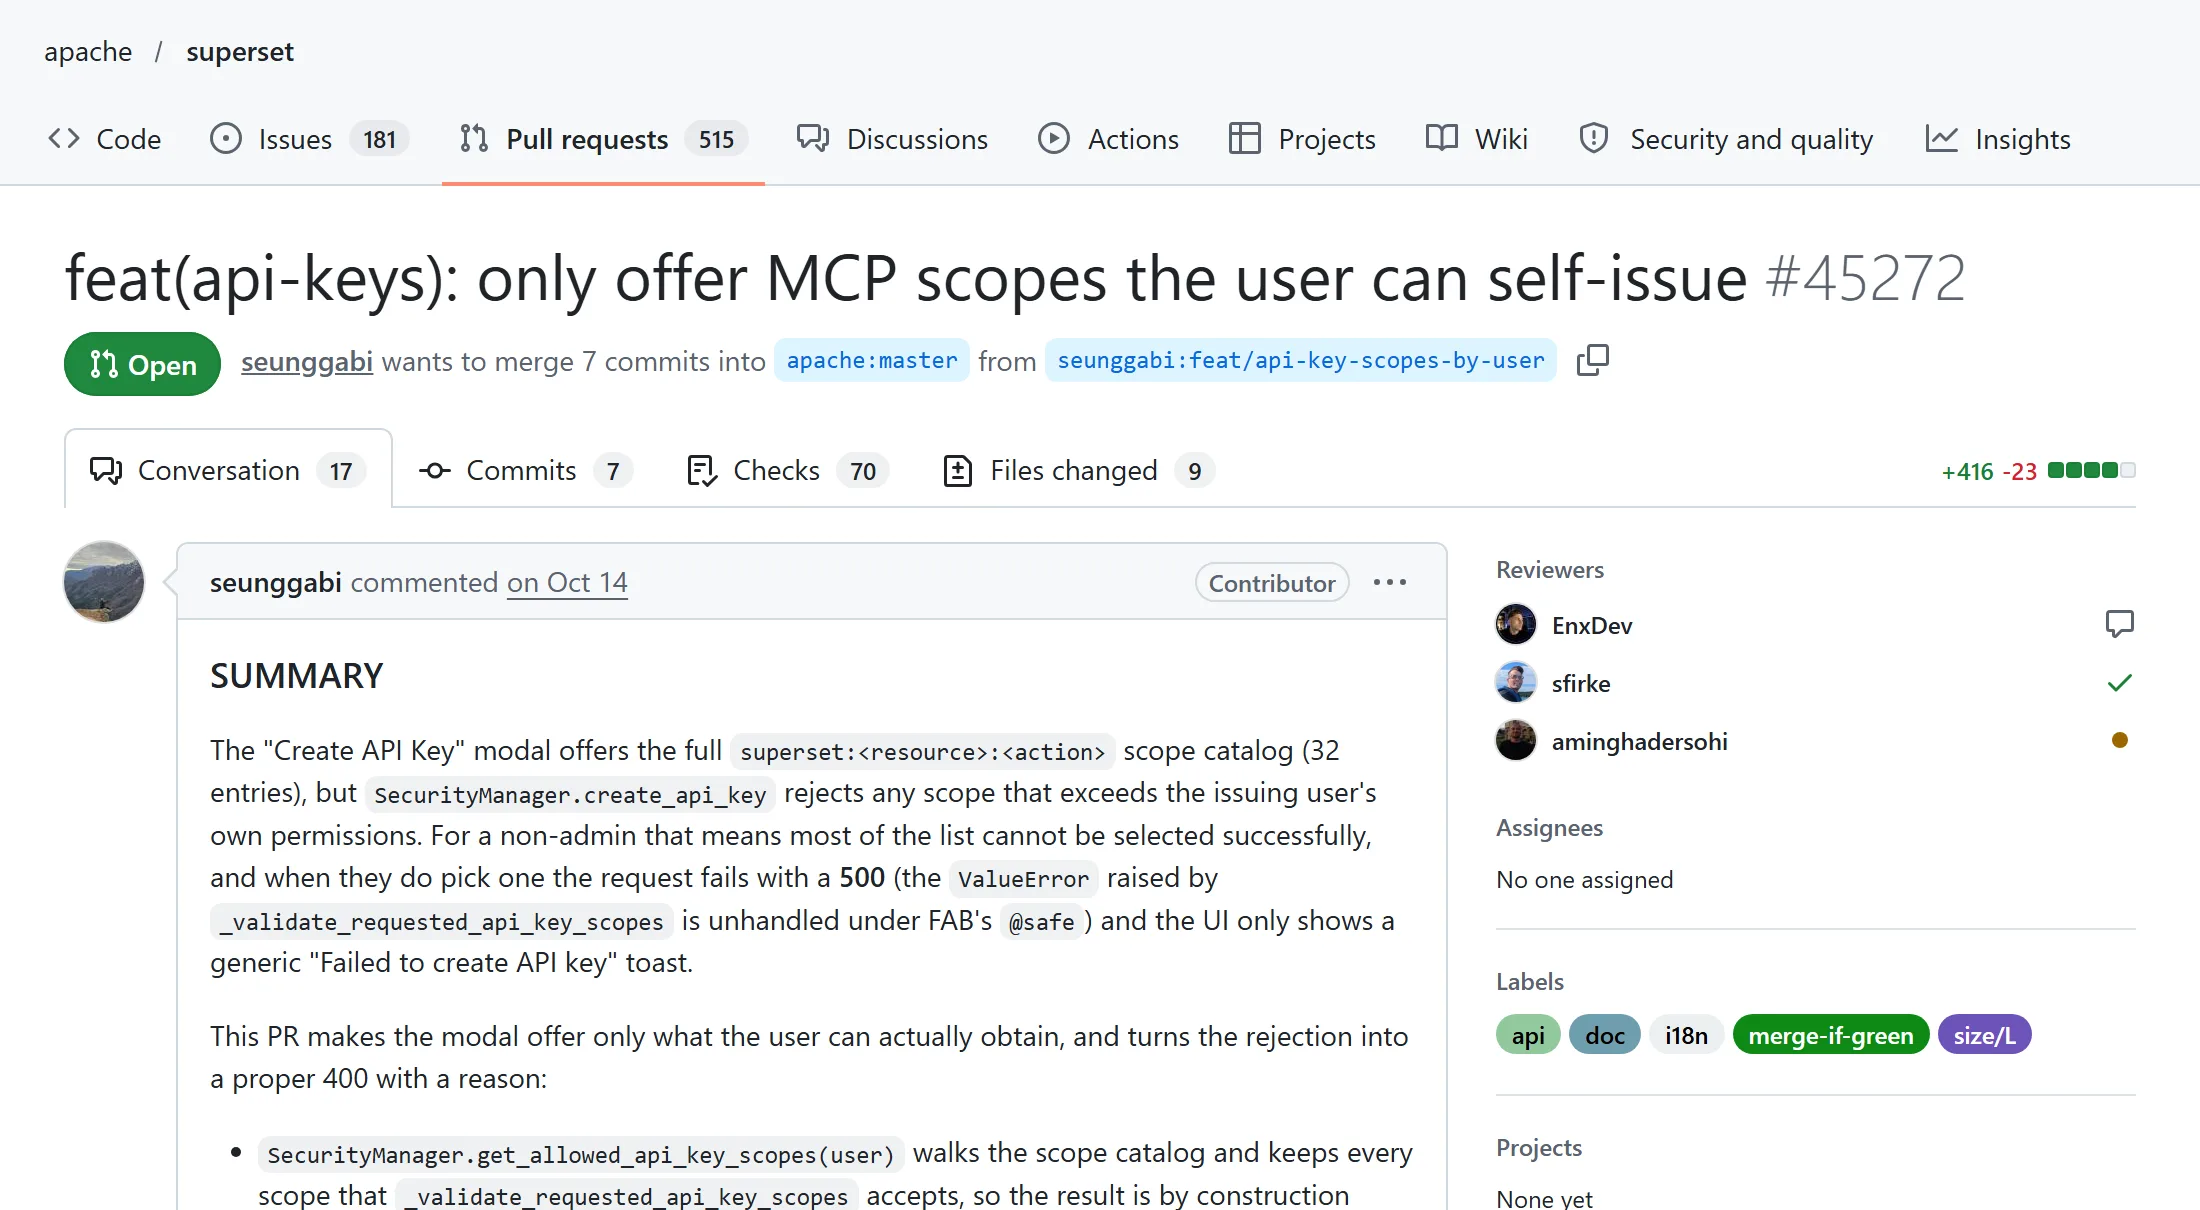 apache / superset
Code Issues 181 Pull requests 515 Discussions Actions Projects Wiki Security and quality Insights
feat(api-keys): only offer MCP scopes the user can self-issue #45272
Open seunggabi wants to merge 7 commits into apache:master from seunggabi:feat/api-key-scopes-by-user
Conversation 17 Commits 7 Checks 70 Files changed 9 +416 -23
seunggabi commented on Oct 14 Contributor
SUMMARY
The "Create API Key" modal offers the full superset:<resource>:<action> scope catalog (32
entries), but SecurityManager.create_api_key rejects any scope that exceeds the issuing user's
own permissions. For a non-admin that means most of the list cannot be selected successfully,
and when they do pick one the request fails with a 500 (the ValueError raised by
_validate_requested_api_key_scopes is unhandled under FAB's @safe ) and the UI only shows a
generic "Failed to create API key" toast.
This PR makes the modal offer only what the user can actually obtain, and turns the rejection into
a proper 400 with a reason:
• SecurityManager.get_allowed_api_key_scopes(user) walks the scope catalog and keeps every
scope that _validate_requested_api_key_scopes accepts, so the result is by construction
Reviewers
EnxDev
sfirke
aminghadersohi
Assignees
No one assigned
Labels
api doc i18n merge-if-green size/L
Projects
None yet